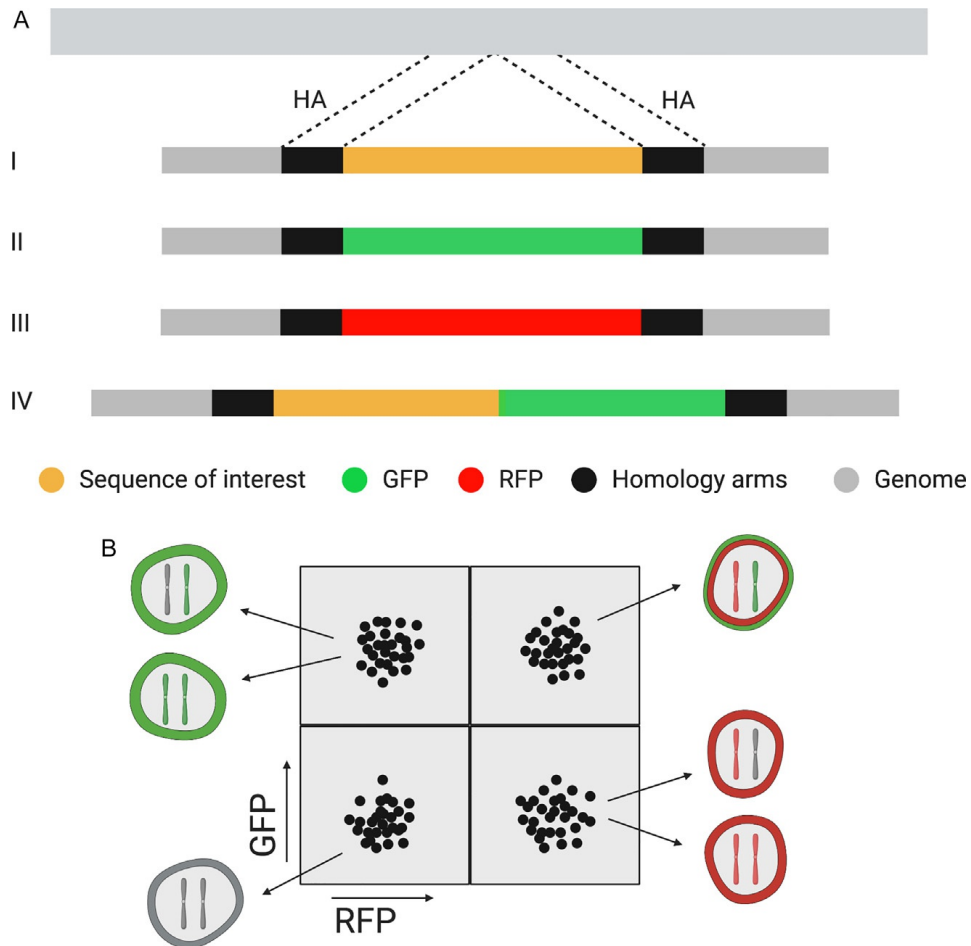 A
HA HA
I
II
III
IV
Sequence of interest GFP RFP Homology arms Genome
B
GFP
RFP